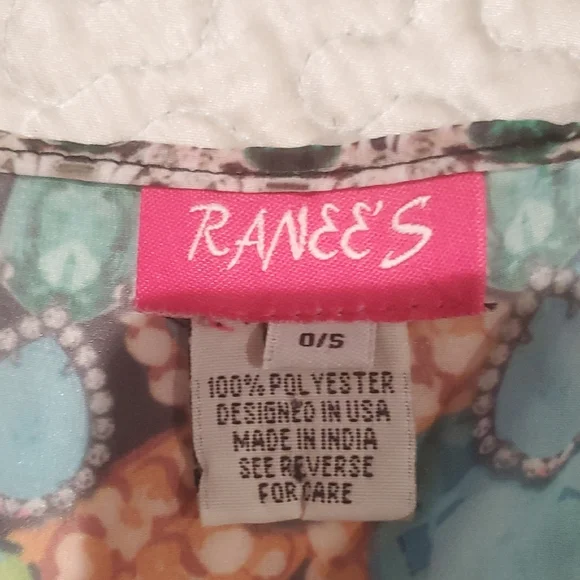 RANEE'S
O/S
100% POLYESTER
DESIGNED IN USA
MADE IN INDIA
SEE REVERSE
FOR CARE